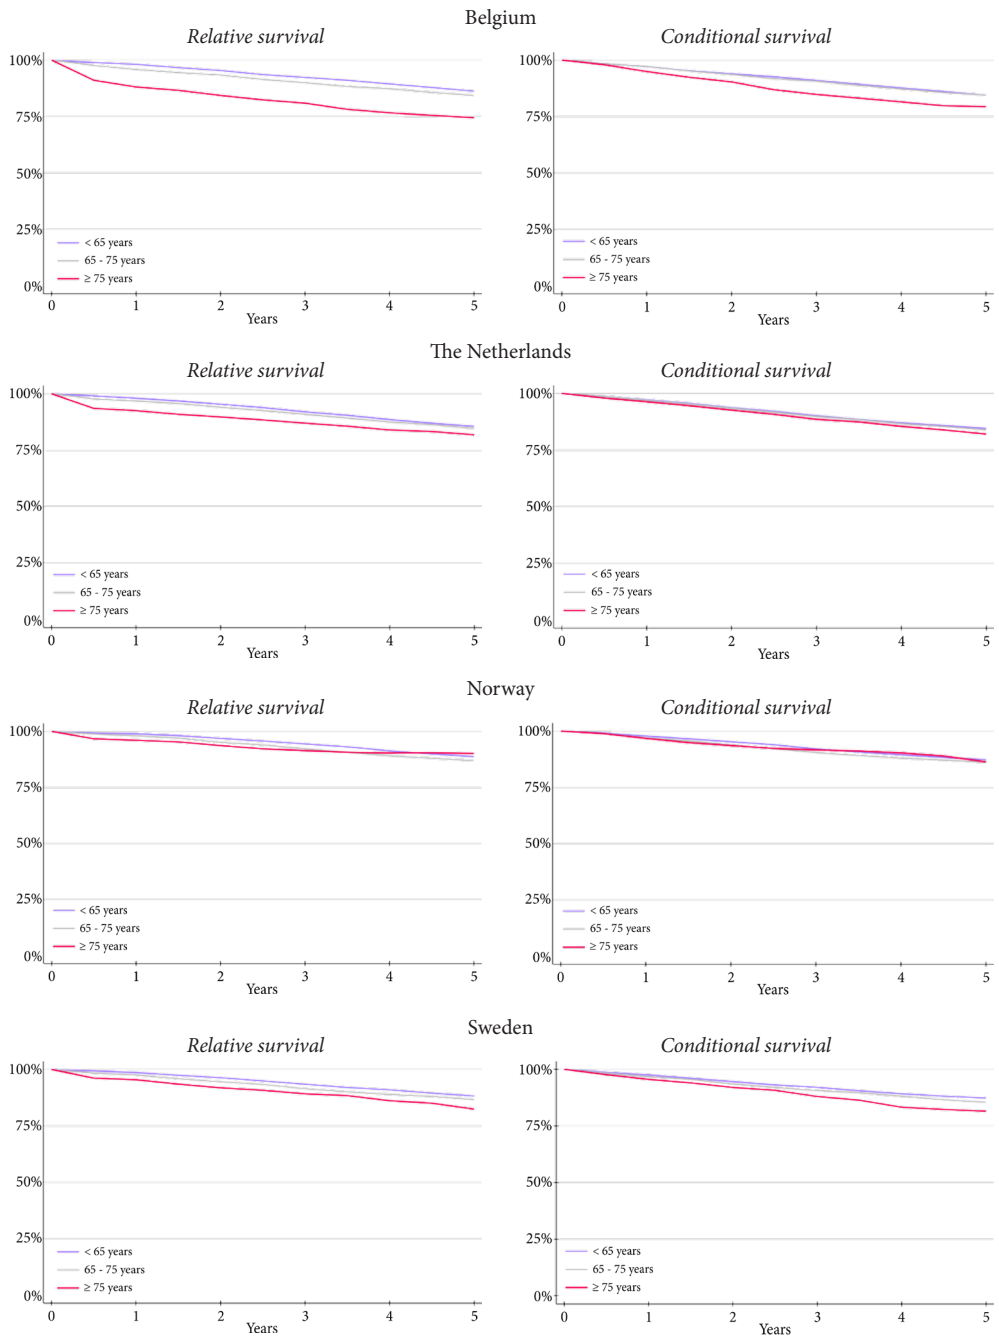 Belgium
Relative survival
100%
75%
50%
25%
0%
< 65 years
65 - 75 years
≥ 75 years
0 1 2 3 4 5
Years
Conditional survival
100%
75%
50%
25%
0%
< 65 years
65 - 75 years
≥ 75 years
0 1 2 3 4 5
Years
The Netherlands
Relative survival
100%
75%
50%
25%
0%
< 65 years
65 - 75 years
≥ 75 years
0 1 2 3 4 5
Years
Conditional survival
100%
75%
50%
25%
0%
< 65 years
65 - 75 years
≥ 75 years
0 1 2 3 4 5
Years
Norway
Relative survival
100%
75%
50%
25%
0%
< 65 years
65 - 75 years
≥ 75 years
0 1 2 3 4 5
Years
Conditional survival
100%
75%
50%
25%
0%
< 65 years
65 - 75 years
≥ 75 years
0 1 2 3 4 5
Years
Sweden
Relative survival
100%
75%
50%
25%
0%
< 65 years
65 - 75 years
≥ 75 years
0 1 2 3 4 5
Years
Conditional survival
100%
75%
50%
25%
0%
< 65 years
65 - 75 years
≥ 75 years
0 1 2 3 4 5
Years